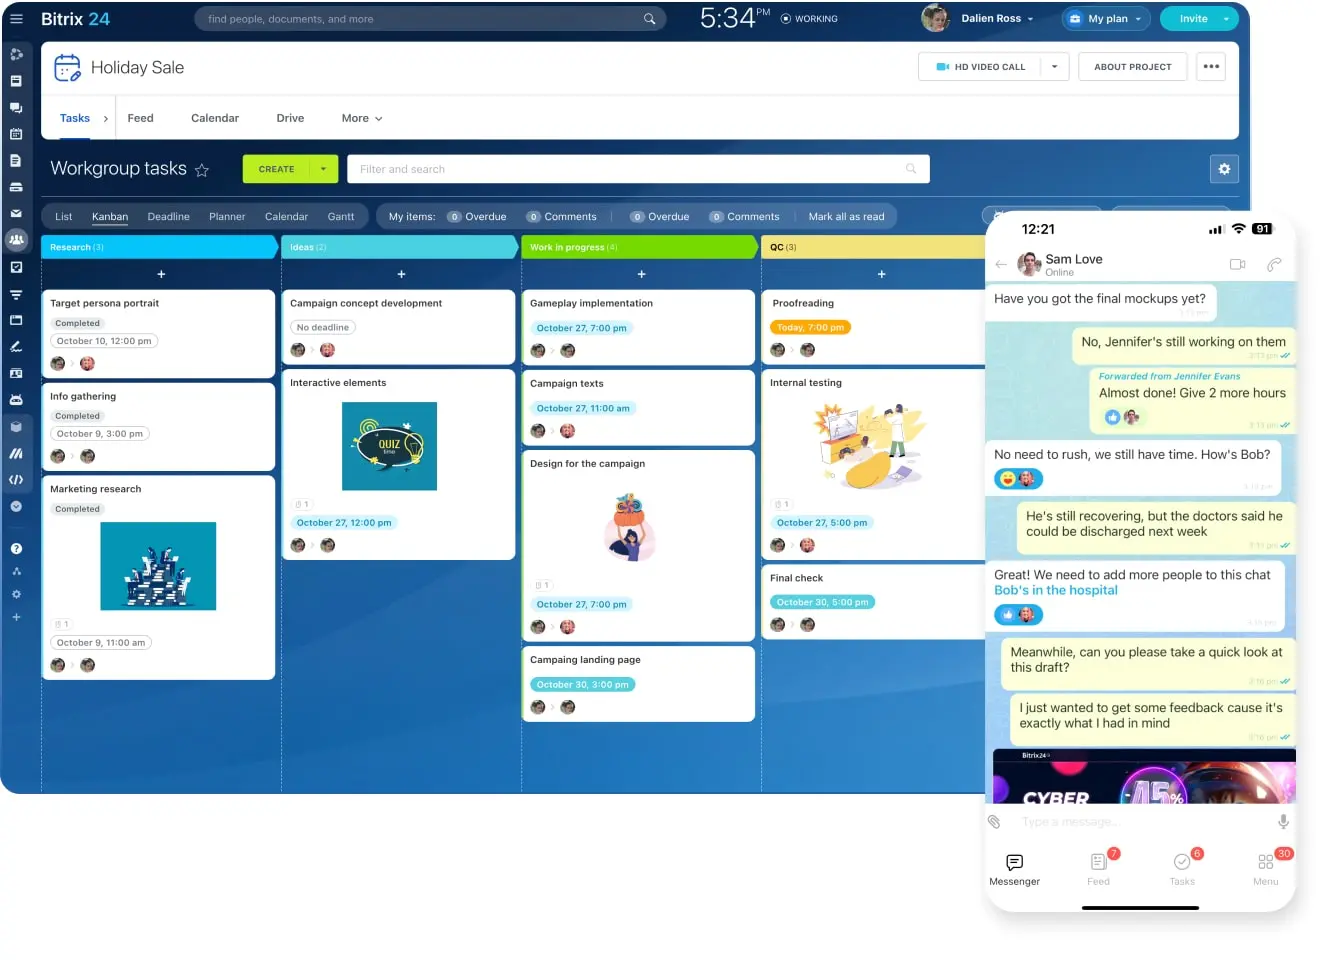 Bitrix 24
find people, documents, and more
5:34 PM
WORKING
Dalien Ross
My plan
Invite
Holiday Sale
HD VIDEO CALL
ABOUT PROJECT
Tasks
Feed
Calendar
Drive
More
Workgroup tasks
CREATE
Filter and search
List
Kanban
Deadline
Planner
Calendar
Gantt
My items:
0 Overdue
0 Comments
0 Overdue
0 Comments
Mark all as read
Research (3)
Target persona portrait
Completed
October 10, 12:00 pm
Info gathering
Completed
October 9, 3:00 pm
Marketing research
Completed
1
October 9, 11:00 am
Ideas (2)
Campaign concept development
No deadline
Interactive elements
QUIZ
time
1
October 27, 12:00 pm
Work in progress (4)
Gameplay implementation
October 27, 7:00 pm
Campaign texts
October 27, 11:00 am
Design for the campaign
1
October 27, 7:00 pm
Campaing landing page
October 30, 3:00 pm
QC (3)
Proofreading
Today, 7:00 pm
Internal testing
1
October 27, 5:00 pm
Final check
October 30, 5:00 pm
12:21
91
Sam Love
Online
Have you got the final mockups yet?
No, Jennifer's still working on them
3:13 pm
Forwarded from Jennifer Evans
Almost done! Give 2 more hours
3:13 pm
No need to rush, we still have time. How's Bob?
He's still recovering, but the doctors said he
could be discharged next week
Great! We need to add more people to this chat
Bob's in the hospital
Meanwhile, can you please take a quick look at
this draft?
I just wanted to get some feedback cause it's
exactly what I had in mind
Bitrix24
CYBER
45%
Type a message...
Messenger
7
Feed
6
Tasks
30
Menu